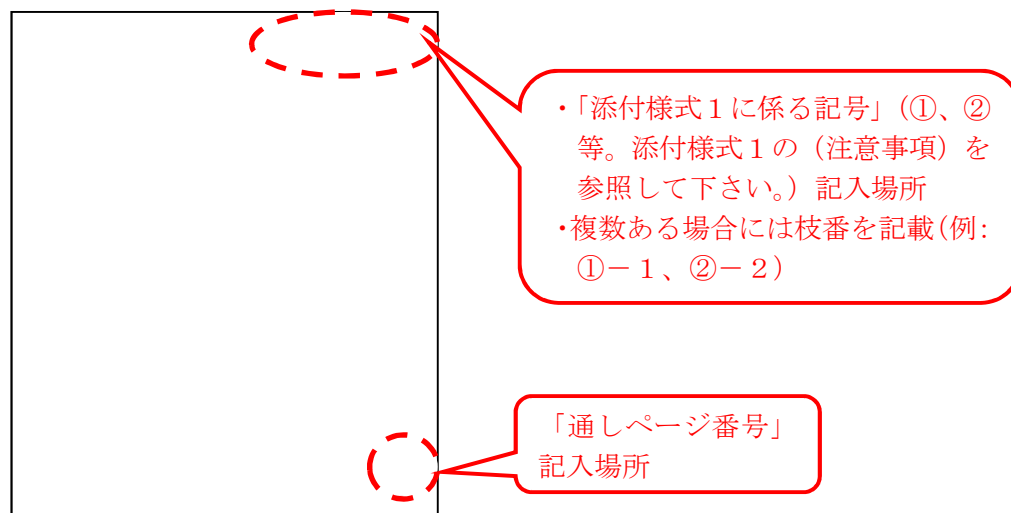 ・「添付様式１に係る記号」（①、②
等。添付様式１の（注意事項）を
参照して下さい。）記入場所
・複数ある場合には枝番を記載（例：
①－１、②－２）
「通しページ番号」
記入場所